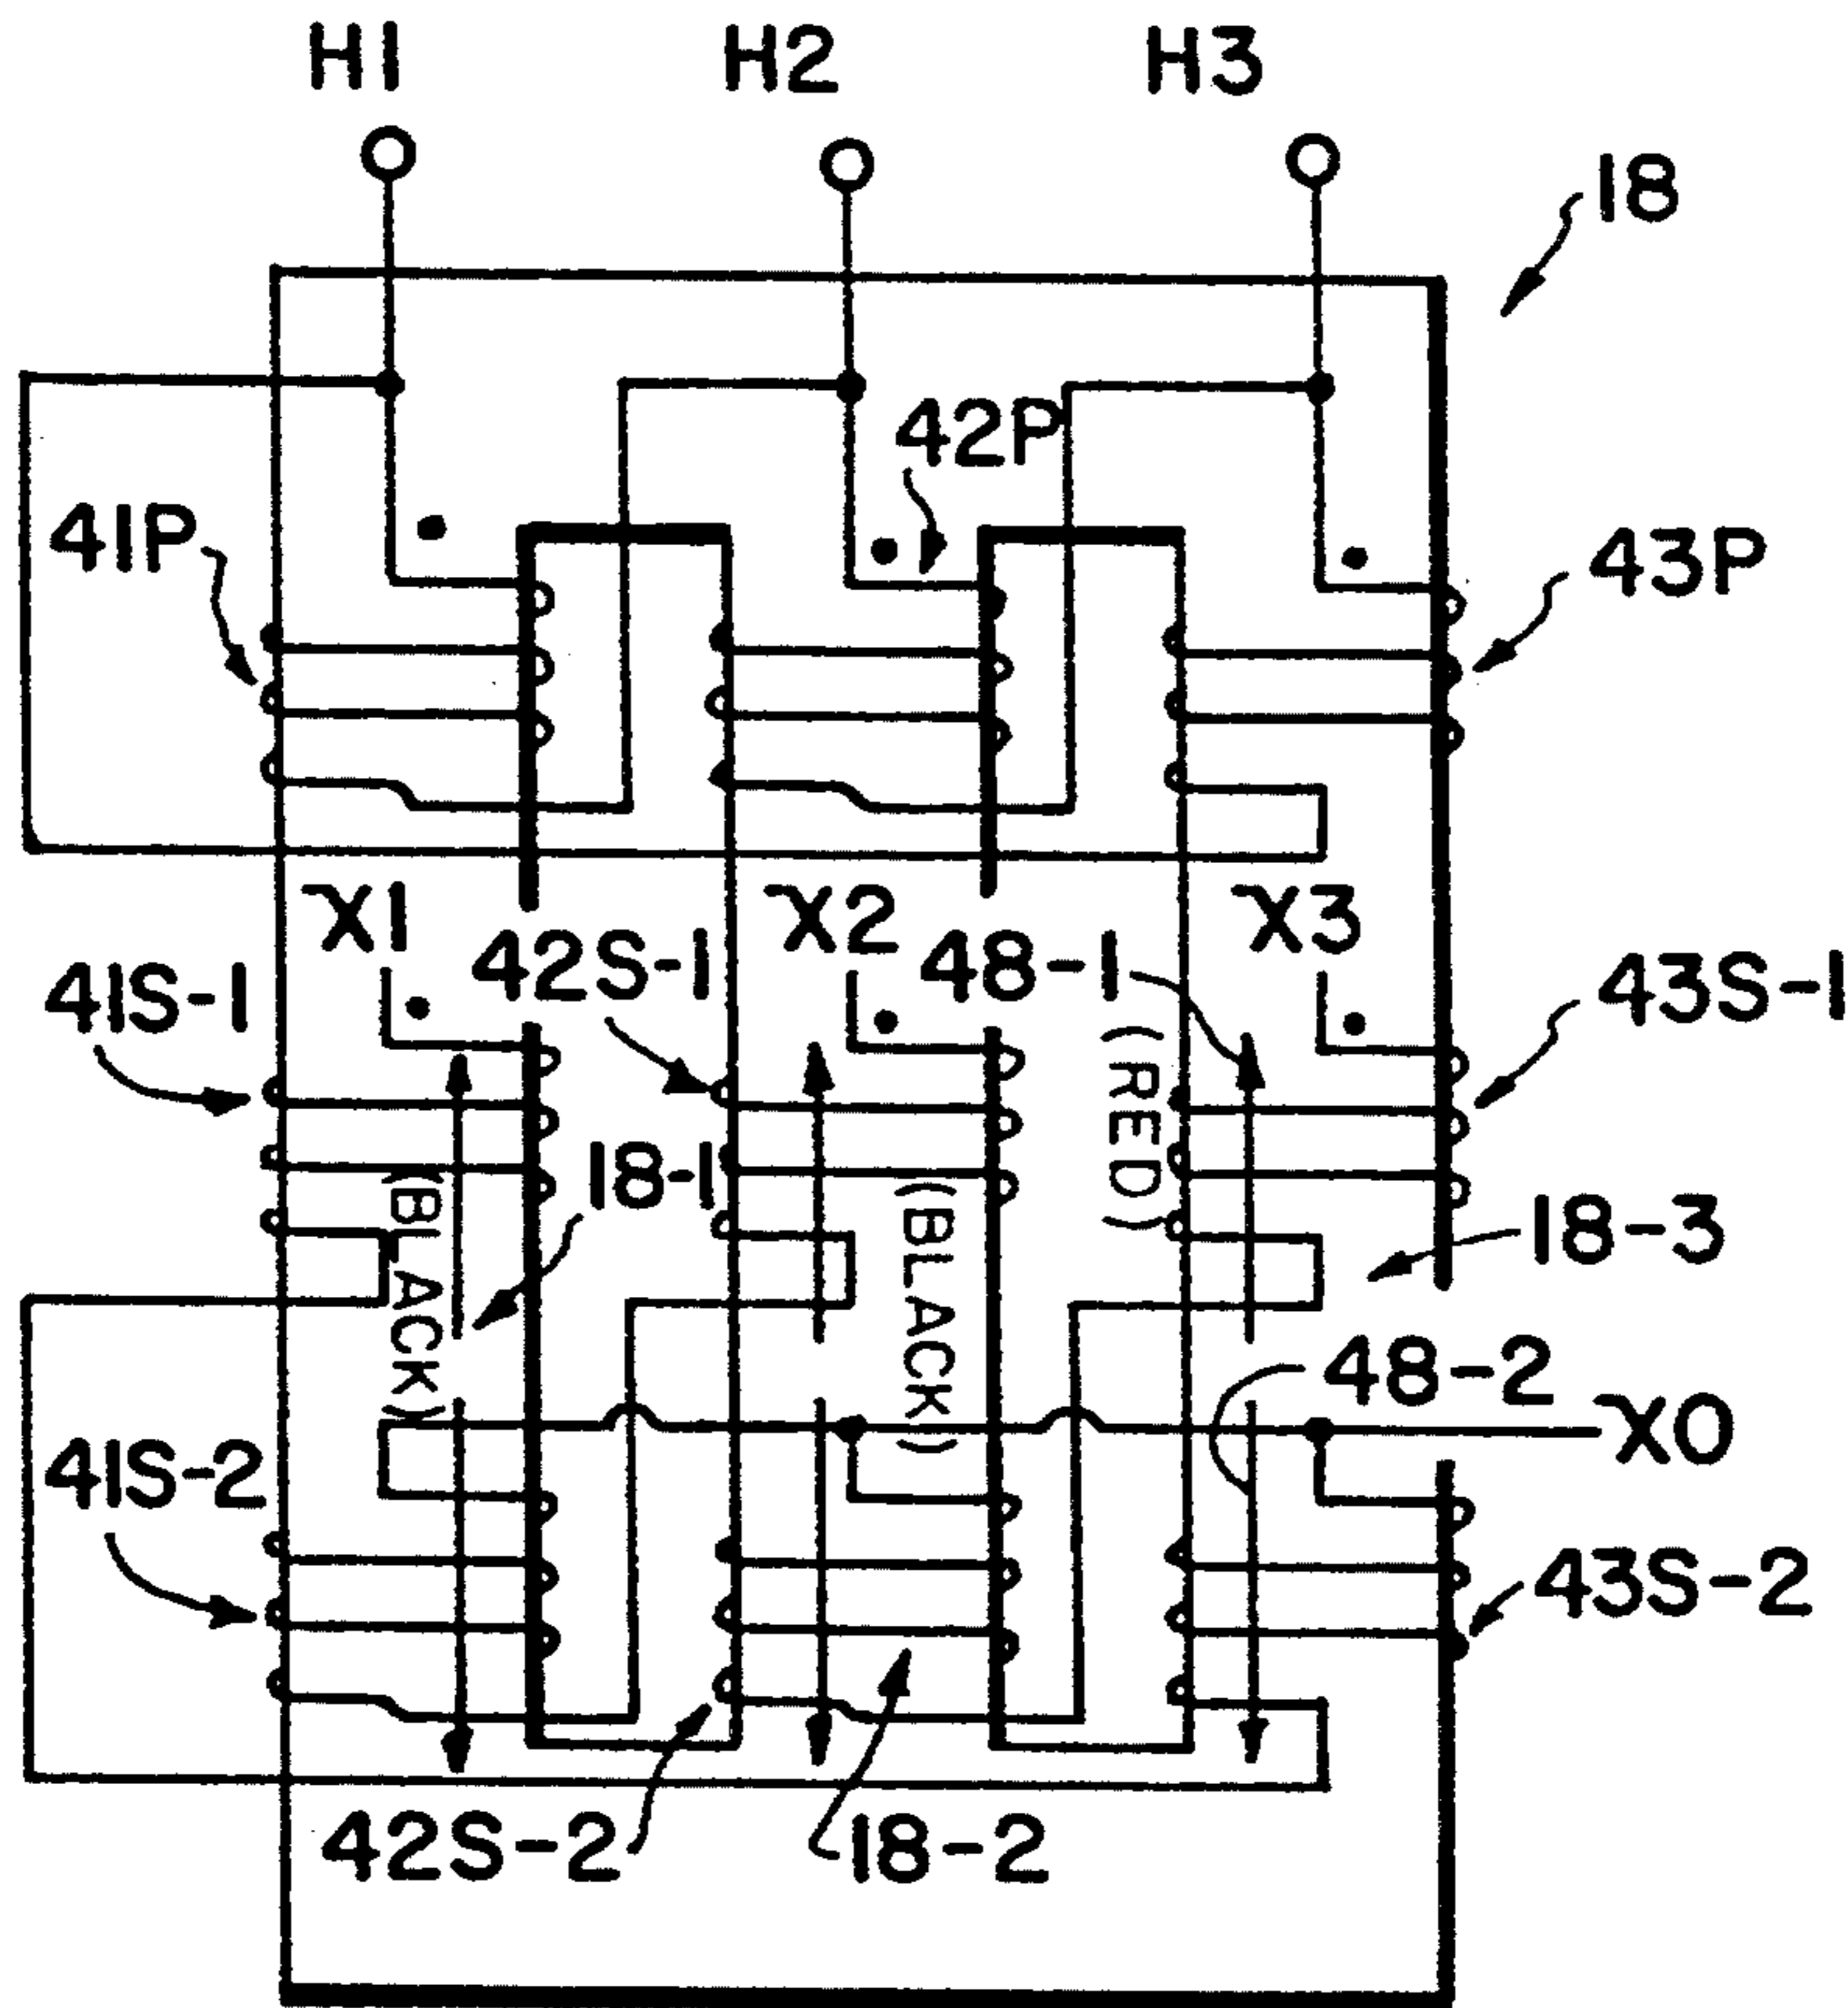 H1
H2
H3
18
42P
41P
43P
X1
X2
X3
42S-1
48-1
41S-1
43S-1
(RED)
18-1
(BLACK)
(BLACK)
18-3
48-2
X0
41S-2
43S-2
42S-2
18-2